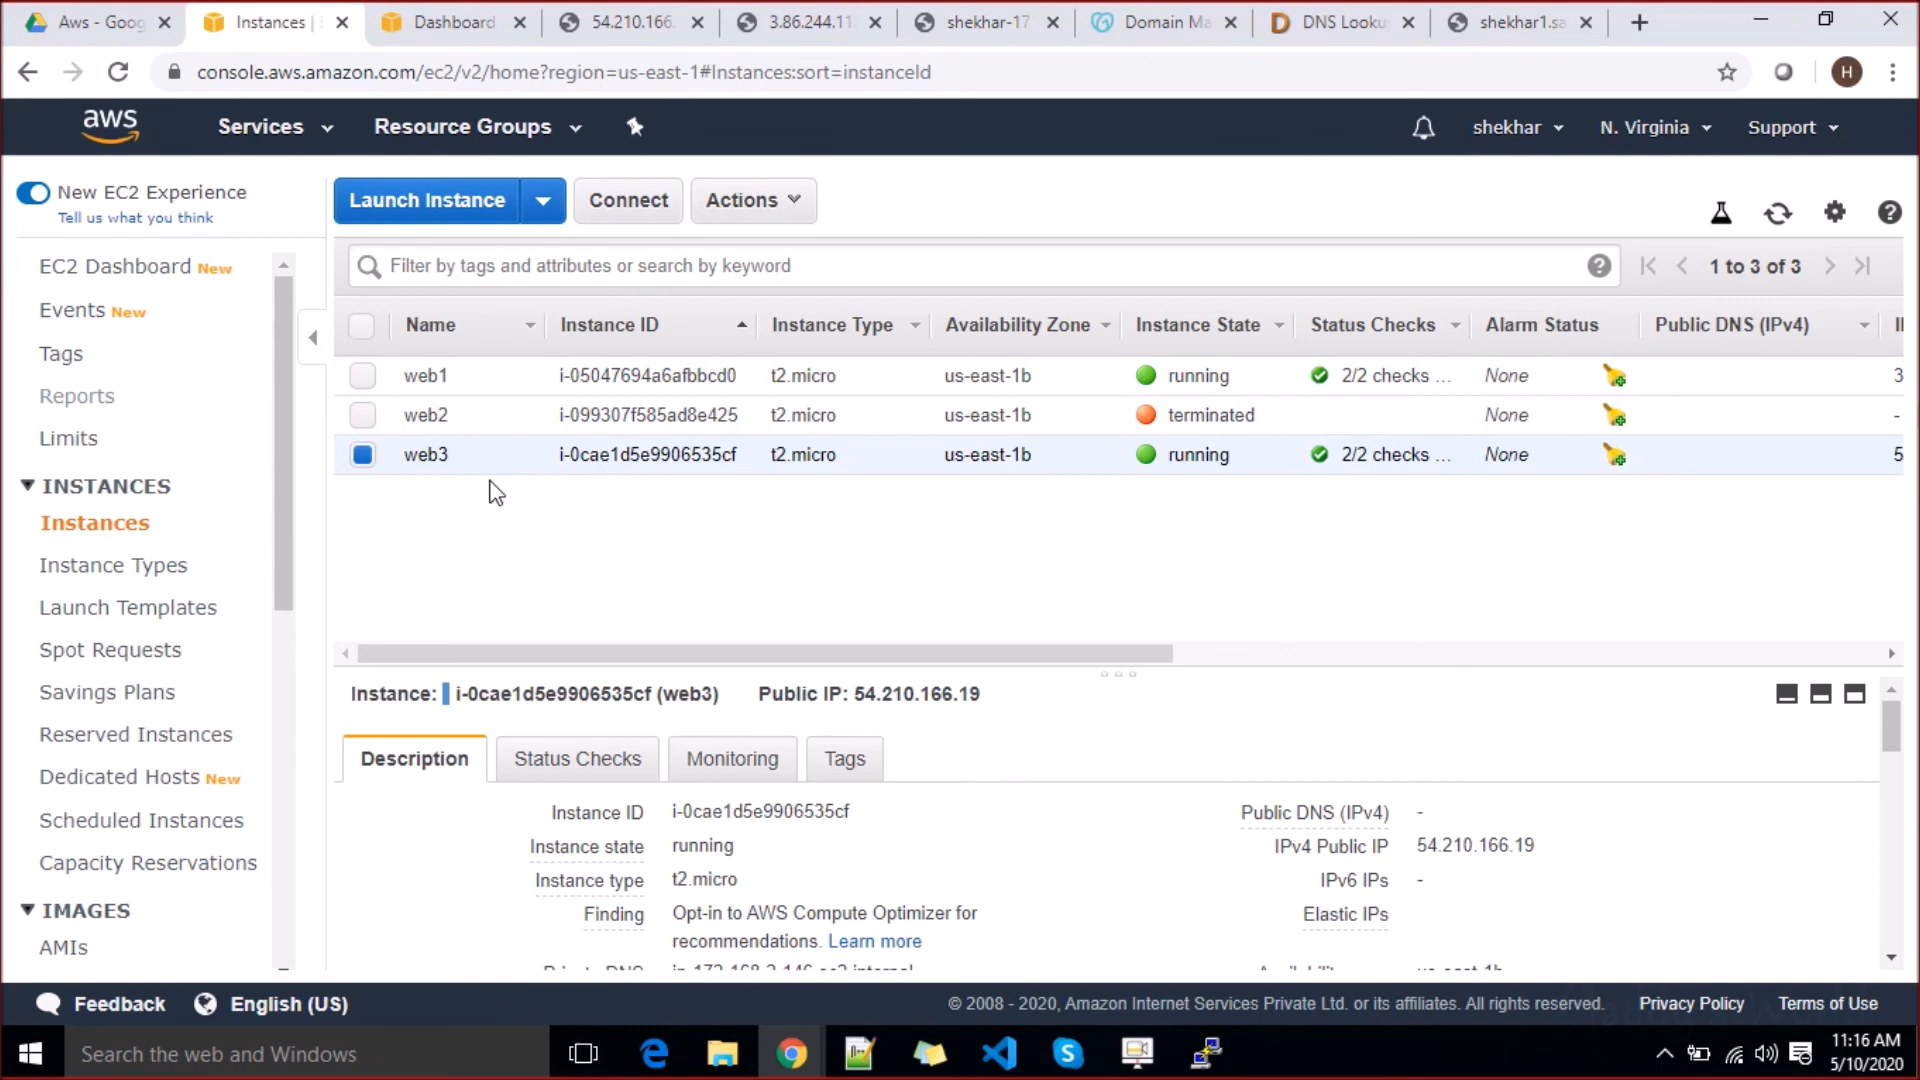 Aws - Goog
Instances |
Dashboard
54.210.166.
3.86.244.11
shekhar-17
Domain Ma
DNS Looku
shekhar1.sa
console.aws.amazon.com/ec2/v2/home?region=us-east-1#Instances:sort=instanceId
H
aws
Services
Resource Groups
shekhar
N. Virginia
Support
New EC2 Experience
Tell us what you think
Launch Instance
Connect
Actions
Filter by tags and attributes or search by keyword
1 to 3 of 3
EC2 Dashboard New
Events New
Tags
Reports
Limits
INSTANCES
Instances
Instance Types
Launch Templates
Spot Requests
Savings Plans
Reserved Instances
Dedicated Hosts New
Scheduled Instances
Capacity Reservations
IMAGES
AMIs
Name Instance ID Instance Type Availability Zone Instance State Status Checks Alarm Status Public DNS (IPv4)
web1 i-05047694a6afbbcd0 t2.micro us-east-1b running 2/2 checks ... None 3
web2 i-099307f585ad8e425 t2.micro us-east-1b terminated None -
web3 i-0cae1d5e9906535cf t2.micro us-east-1b running 2/2 checks ... None 5
Instance: i-0cae1d5e9906535cf (web3) Public IP: 54.210.166.19
Description
Status Checks
Monitoring
Tags
Instance ID i-0cae1d5e9906535cf
Public DNS (IPv4) -
Instance state running
IPv4 Public IP 54.210.166.19
Instance type t2.micro
IPv6 IPs -
Finding Opt-in to AWS Compute Optimizer for
recommendations. Learn more
Elastic IPs
Feedback
English (US)
© 2008 - 2020, Amazon Internet Services Private Ltd. or its affiliates. All rights reserved.
Privacy Policy
Terms of Use
Search the web and Windows
11:16 AM
5/10/2020